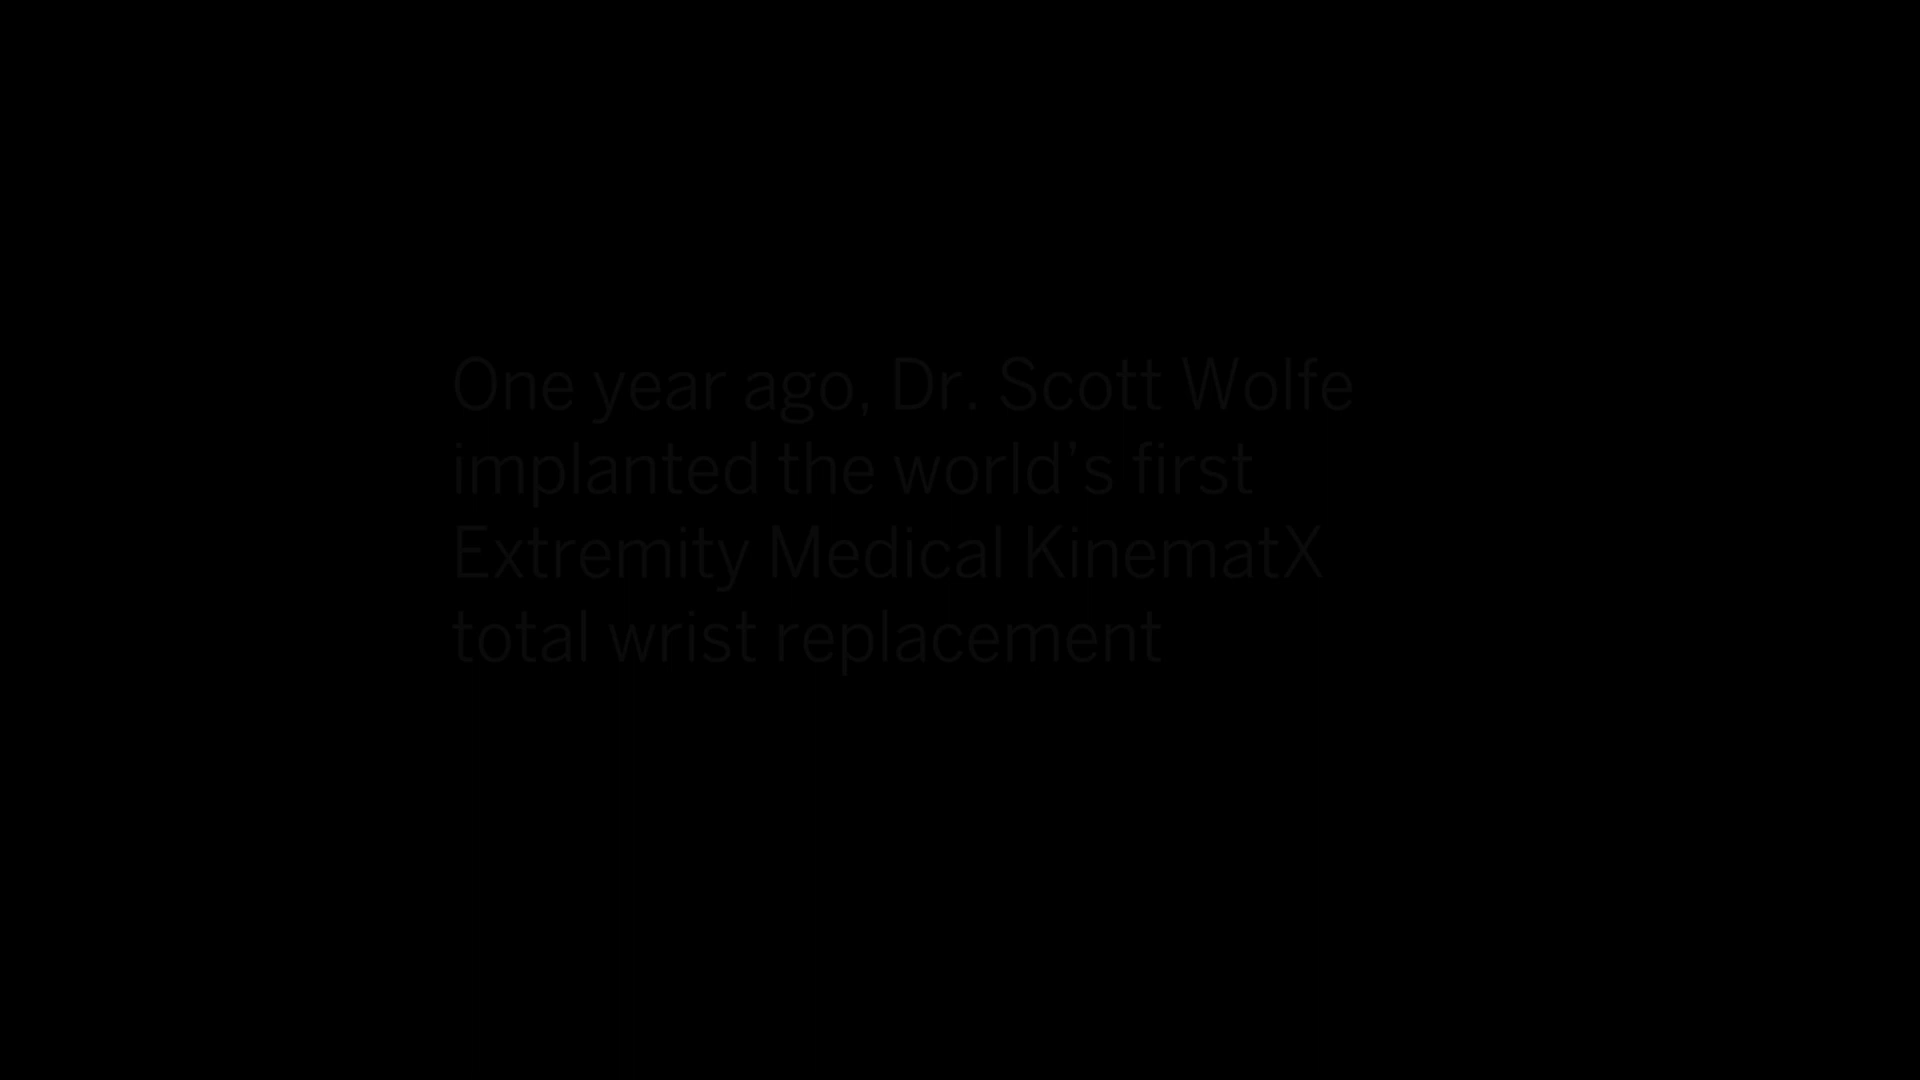 One year ago, Dr. Scott Wolfe
implanted the world's first
Extremity Medical KinematX
total wrist replacement